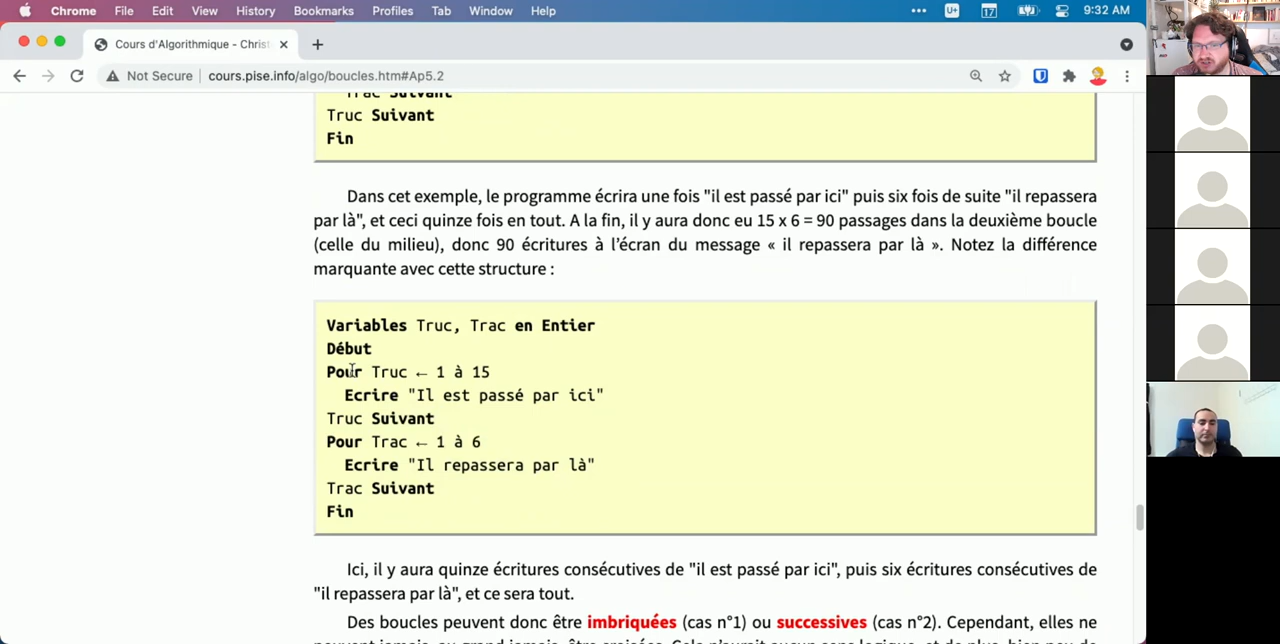 Chrome File Edit View History Bookmarks Profiles Tab Window Help 17 9:32 AM
Cours d'Algorithmique - Christ
Not Secure cours.pise.info/algo/boucles.htm#Ap5.2
Trac Suivant
Truc Suivant
Fin
Dans cet exemple, le programme écrira une fois "il est passé par ici" puis six fois de suite "il repassera
par là", et ceci quinze fois en tout. A la fin, il y aura donc eu 15 x 6 = 90 passages dans la deuxième boucle
(celle du milieu), donc 90 écritures à l'écran du message « il repassera par là ». Notez la différence
marquante avec cette structure :
Variables Truc, Trac en Entier
Début
Pour Truc ← 1 à 15
Ecrire "Il est passé par ici"
Truc Suivant
Pour Trac ← 1 à 6
Ecrire "Il repassera par là"
Trac Suivant
Fin
Ici, il y aura quinze écritures consécutives de "il est passé par ici", puis six écritures consécutives de
"il repassera par là", et ce sera tout.
Des boucles peuvent donc être imbriquées (cas n°1) ou successives (cas n°2). Cependant, elles ne